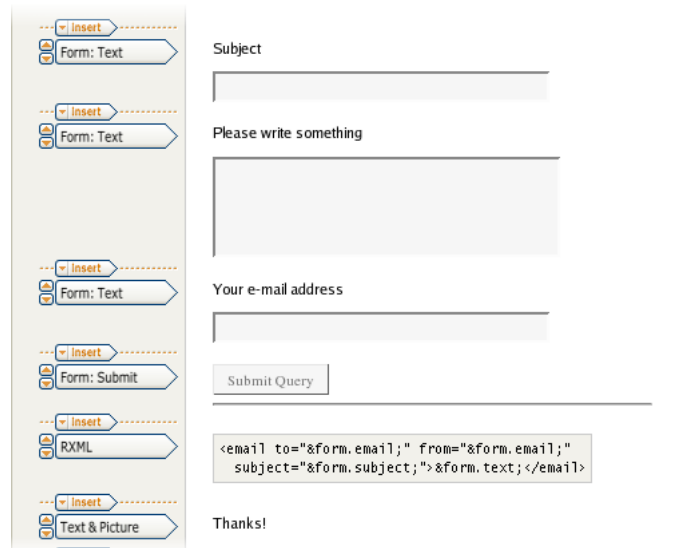 Insert
Form: Text
Subject
Insert
Form: Text
Please write something
Insert
Form: Text
Your e-mail address
Insert
Form: Submit
Submit Query
Insert
RXML
<email to="&form.email;" from="&form.email;"
subject="&form.subject;">&form.text;</email>
Insert
Text & Picture
Thanks!